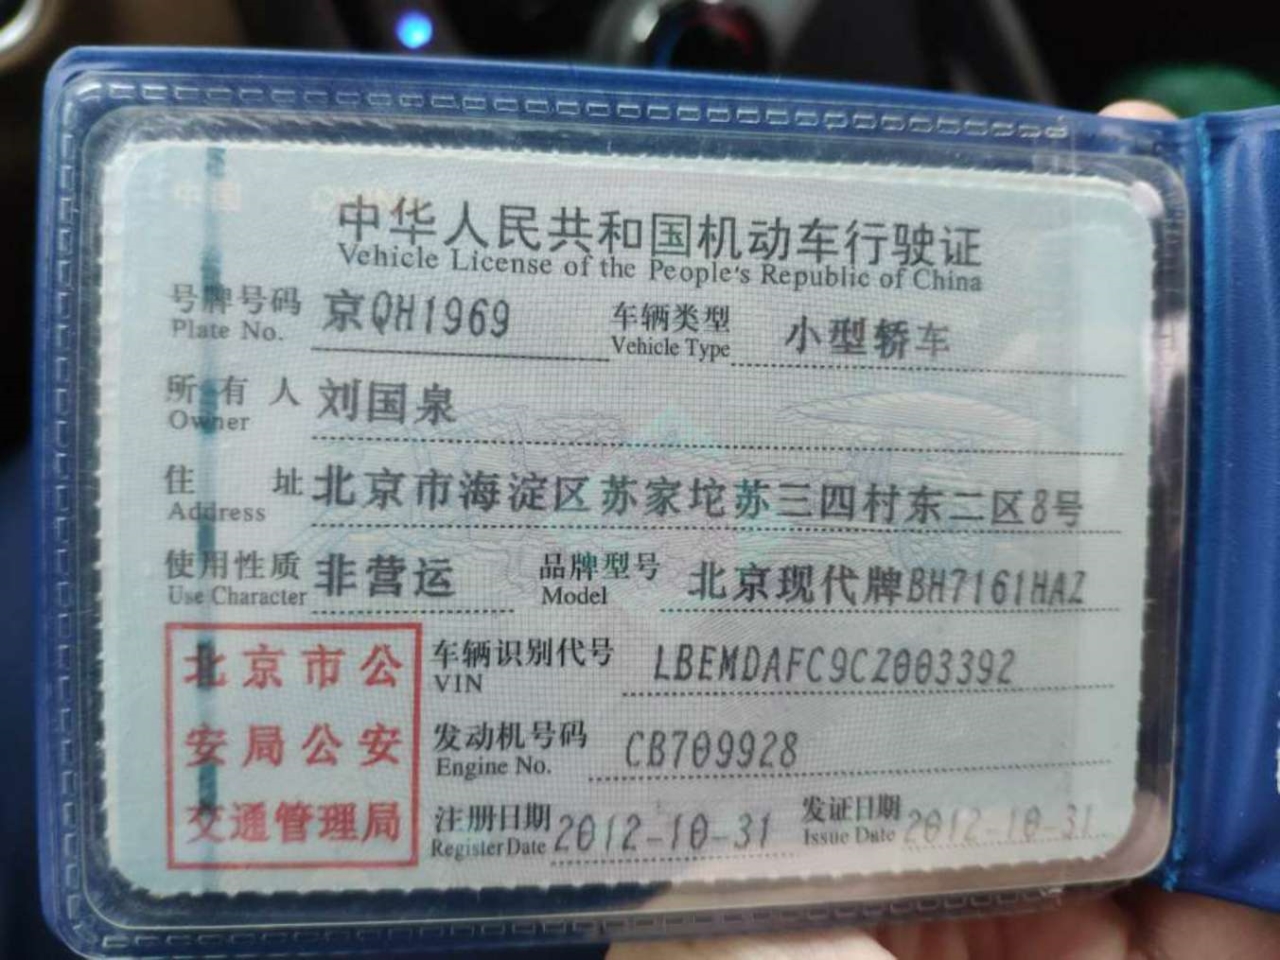 中华人民共和国机动车行驶证
Vehicle License of the People's Republic of China
号牌号码 京QH1969 车辆类型 小型轿车
Plate No. Vehicle Type
所有人 刘国泉
Owner
住址 北京市海淀区苏家坨苏三四村东二区8号
Address
使用性质 非营运 品牌型号 北京现代牌BH7161HAZ
Use Character Model
北京市公
安局公安
交通管理局
车辆识别代号 LBEMDAFC9CZ003392
VIN
发动机号码 CB709928
Engine No.
注册日期 2012-10-31 发证日期 2012-10-31
Register Date Issue Date